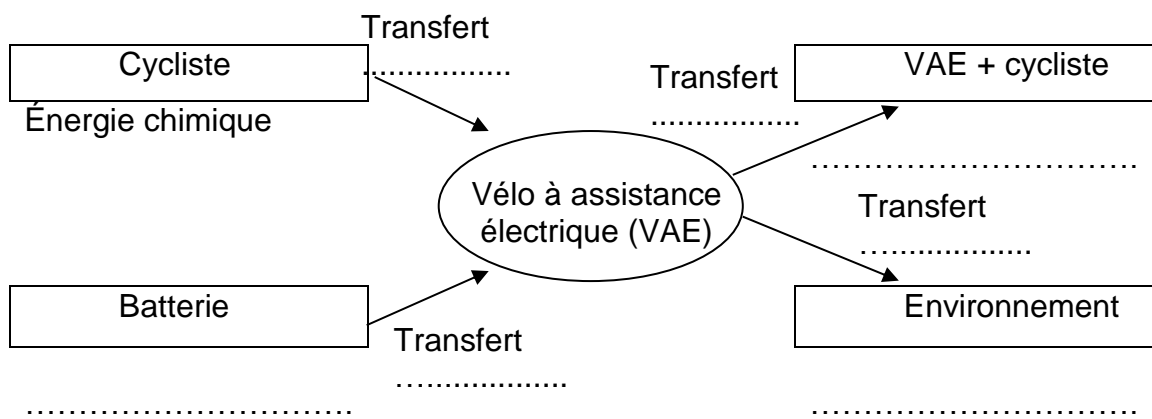 Transfert
……………..
Cycliste
Énergie chimique
Transfert
……………..
VAE + cycliste
………………………….
Vélo à assistance
électrique (VAE)
Transfert
……………….
Batterie
………………………….
Transfert
……………….
Environnement
………………………….